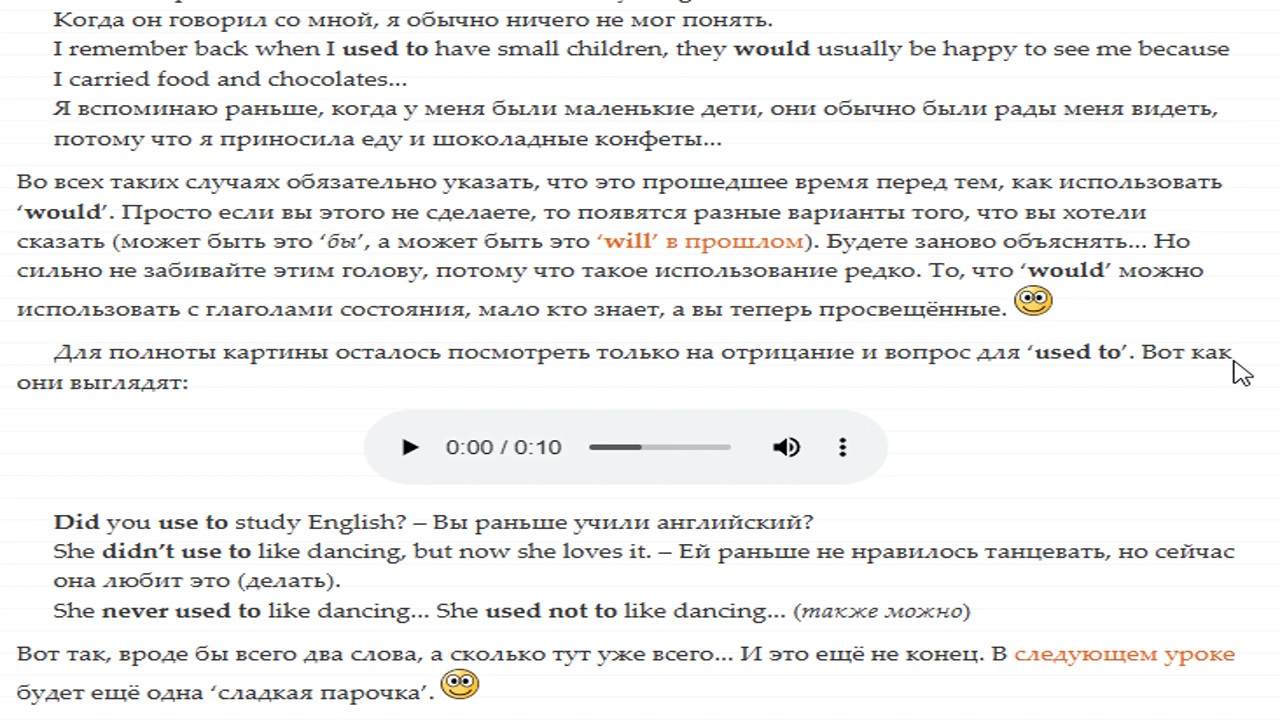 Когда он говорил со мной, я обычно ничего не мог понять.
I remember back when I used to have small children, they would usually be happy to see me because
I carried food and chocolates...
Я вспоминаю раньше, когда у меня были маленькие дети, они обычно были рады меня видеть,
потому что я приносила еду и шоколадные конфеты...
Во всех таких случаях обязательно указать, что это прошедшее время перед тем, как использовать
‘would’. Просто если вы этого не сделаете, то появятся разные варианты того, что вы хотели
сказать (может быть это ‘бы’, а может быть это ‘will’ в прошлом). Будете заново объяснять... Но
сильно не забивайте этим голову, потому что такое использование редко. То, что ‘would’ можно
использовать с глаголами состояния, мало кто знает, а вы теперь просвещённые.
Для полноты картины осталось посмотреть только на отрицание и вопрос для ‘used to’. Вот как
они выглядят:
0:00 / 0:10
Did you use to study English? – Вы раньше учили английский?
She didn’t use to like dancing, but now she loves it. – Ей раньше не нравилось танцевать, но сейчас
она любит это (делать).
She never used to like dancing... She used not to like dancing... (также можно)
Вот так, вроде бы всего два слова, а сколько тут уже всего... И это ещё не конец. В следующем уроке
будет ещё одна ‘сладкая парочка’.